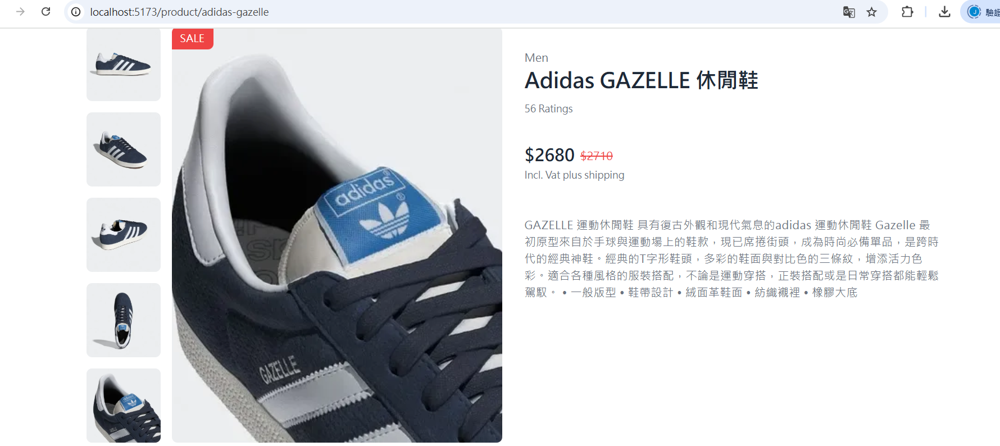 localhost:5173/product/adidas-gazelle
J
驗證
SALE
Men
Adidas GAZELLE 休閒鞋
56 Ratings
$2680 $2710
Incl. Vat plus shipping
GAZELLE 運動休閒鞋 具有復古外觀和現代氣息的adidas 運動休閒鞋 Gazelle 最
初原型來自於手球與運動場上的鞋款，現已席捲街頭，成為時尚必備單品，是跨時
代的經典神鞋。經典的T字形鞋頭，多彩的鞋面與對比色的三條紋，增添活力色
彩。適合各種風格的服裝搭配，不論是運動穿搭，正裝搭配或是日常穿搭都能輕鬆
駕馭。 • 一般版型 • 鞋帶設計 • 絨面革鞋面 • 紡織襯裡 • 橡膠大底
adidas
®
GAZELLE